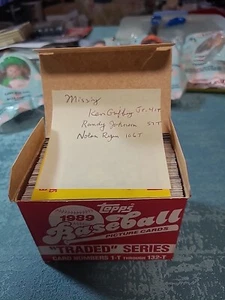 Missing
Ken Griffey Jr. 41T
Randy Johnson 57T
Nolan Ryan 106T
topps
1989
Baseball
PICTURE CARDS
"TRADED" SERIES
CARD NUMBERS 1-T THROUGH 132-T